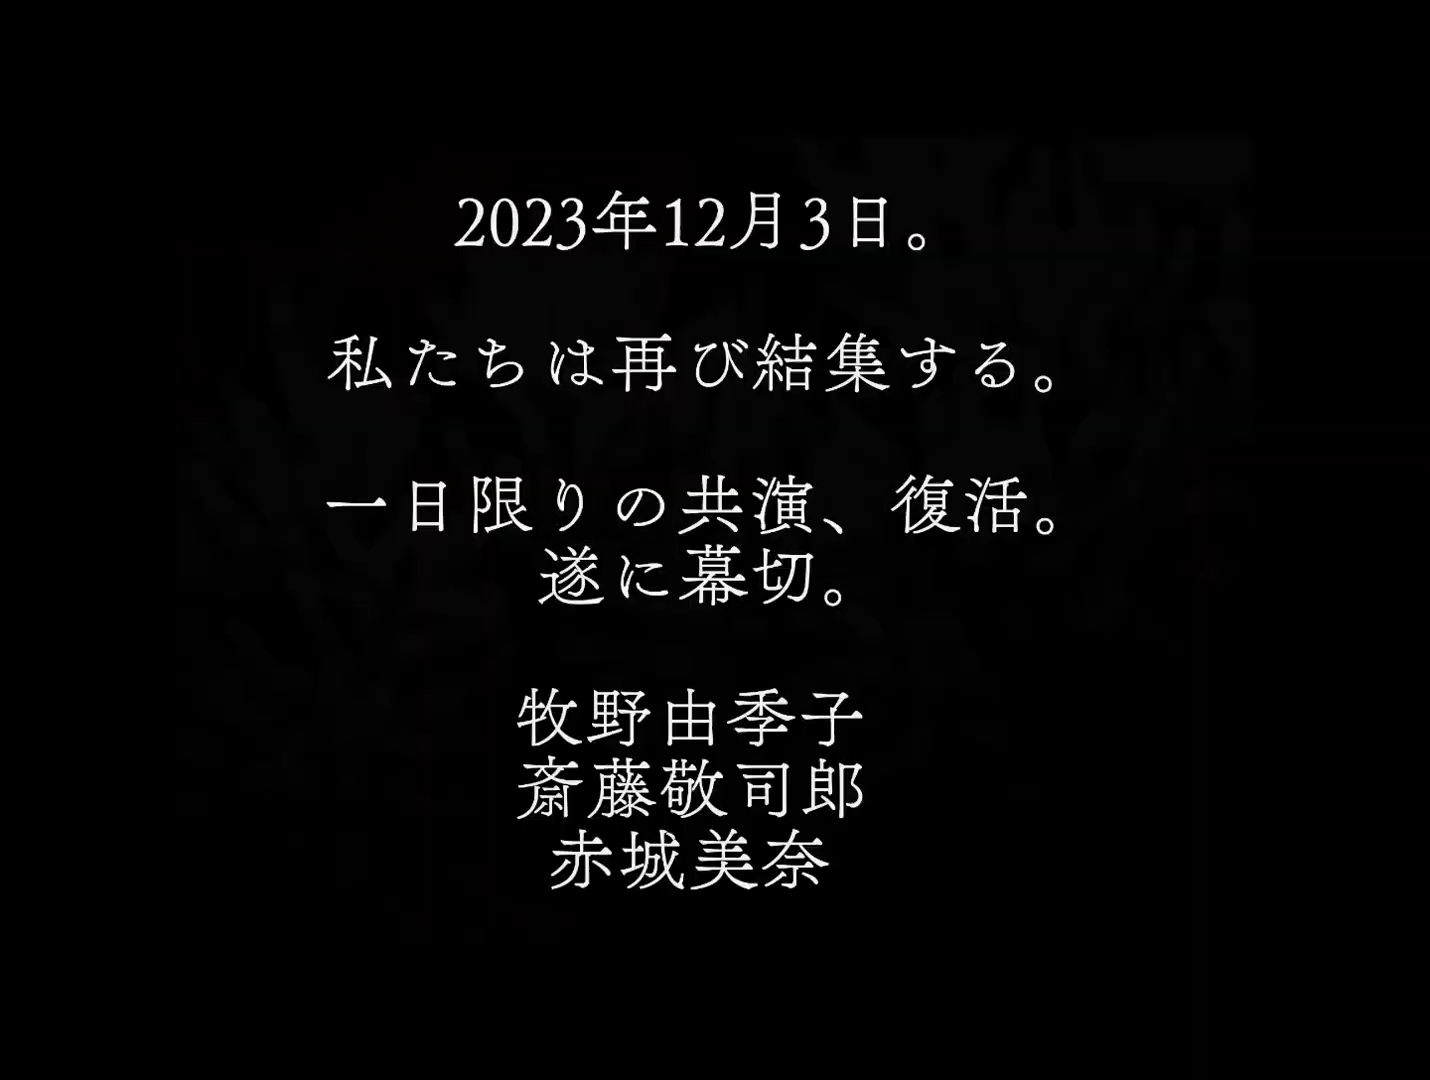 2023年12月3日。
私たちは再び結集する。
一日限りの共演、復活。
遂に幕切。
牧野由季子
斎藤敬司郎
赤城美奈